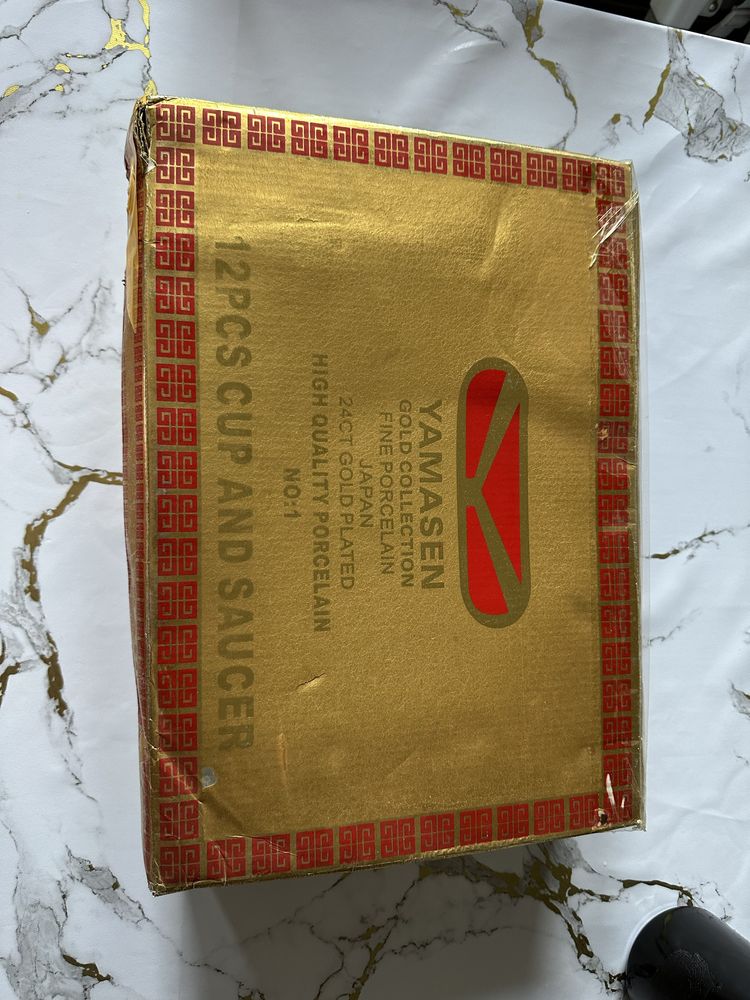 YAMASEN
GOLD COLLECTION
FINE PORCELAIN
JAPAN
24CT GOLD PLATED
HIGH QUALITY PORCELAIN
NO:1
12PCS CUP AND SAUCER